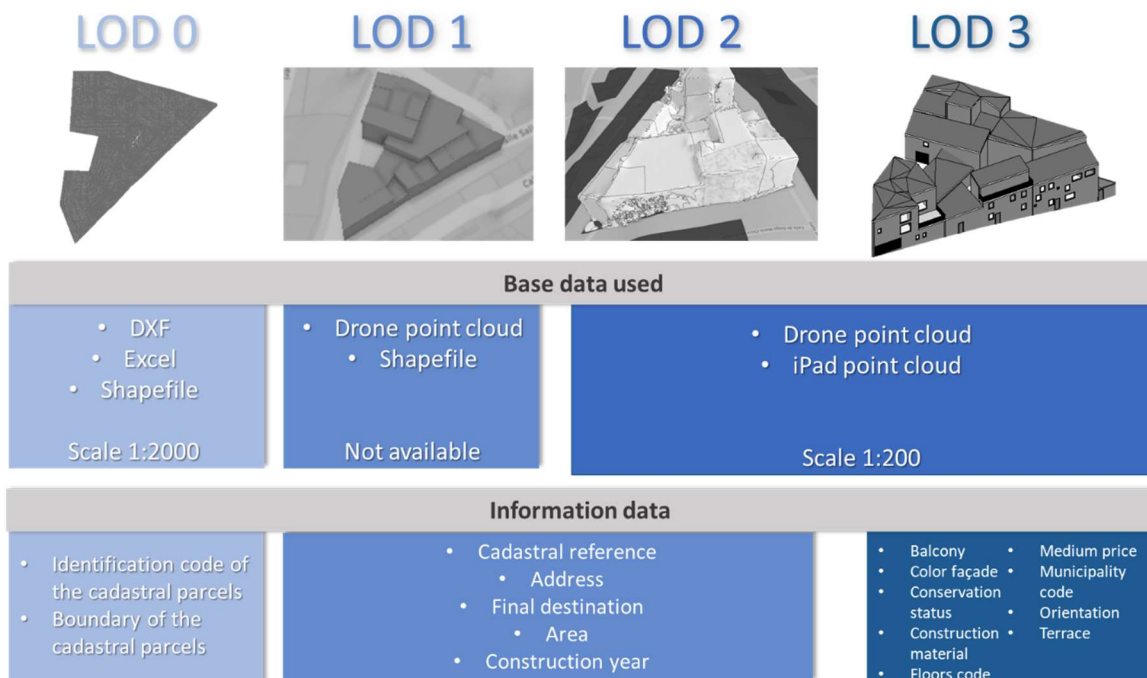 LOD 0
LOD 1
LOD 2
LOD 3
Base data used
• DXF
• Excel
• Shapefile
Scale 1:2000
• Drone point cloud
• Shapefile
Not available
• Drone point cloud
• iPad point cloud
Scale 1:200
Information data
• Identification code of
the cadastral parcels
• Boundary of the
cadastral parcels
• Cadastral reference
• Address
• Final destination
• Area
• Construction year
• Balcony
• Color façade
• Conservation
status
• Construction
material
• Floors code
• Medium price
• Municipality
code
• Orientation
• Terrace